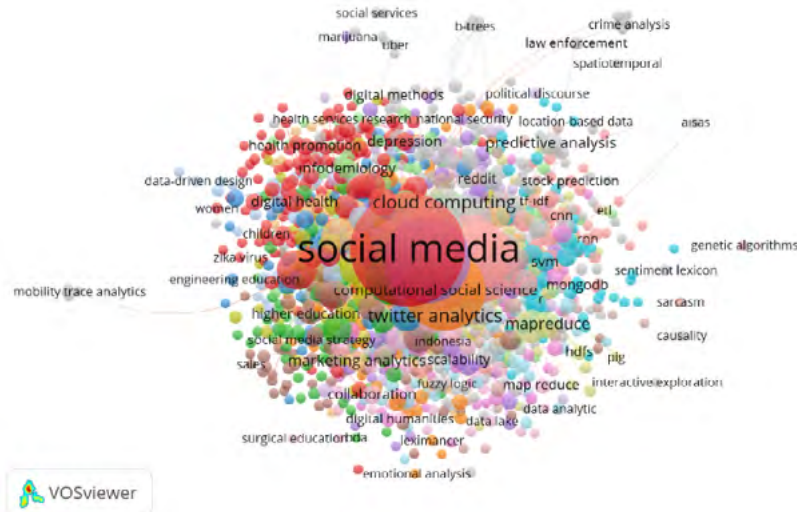 social services
b-trees
crime analysis
marijuana
uber
law enforcement
spatiotemporal
digital methods
political discourse
health services research
national security
location-based data
aisas
health promotion
depression
predictive analysis
infodemiology
reddit
stock prediction
data-driven design
digital health
cloud computing
tf idf
etl
women
cnn
children
social media
rnn
genetic algorithms
zika virus
svm
sentiment lexicon
engineering education
mongodb
mobility trace analytics
computational social science
r
sarcasm
higher education
twitter analytics
mapreduce
causality
social media strategy
indonesia
hdfs
sales
marketing analytics
scalability
pig
fuzzy logic
map reduce
interactive exploration
collaboration
data analytic
digital humanities
data lake
surgical education
lda
leximancer
emotional analysis
VOSviewer